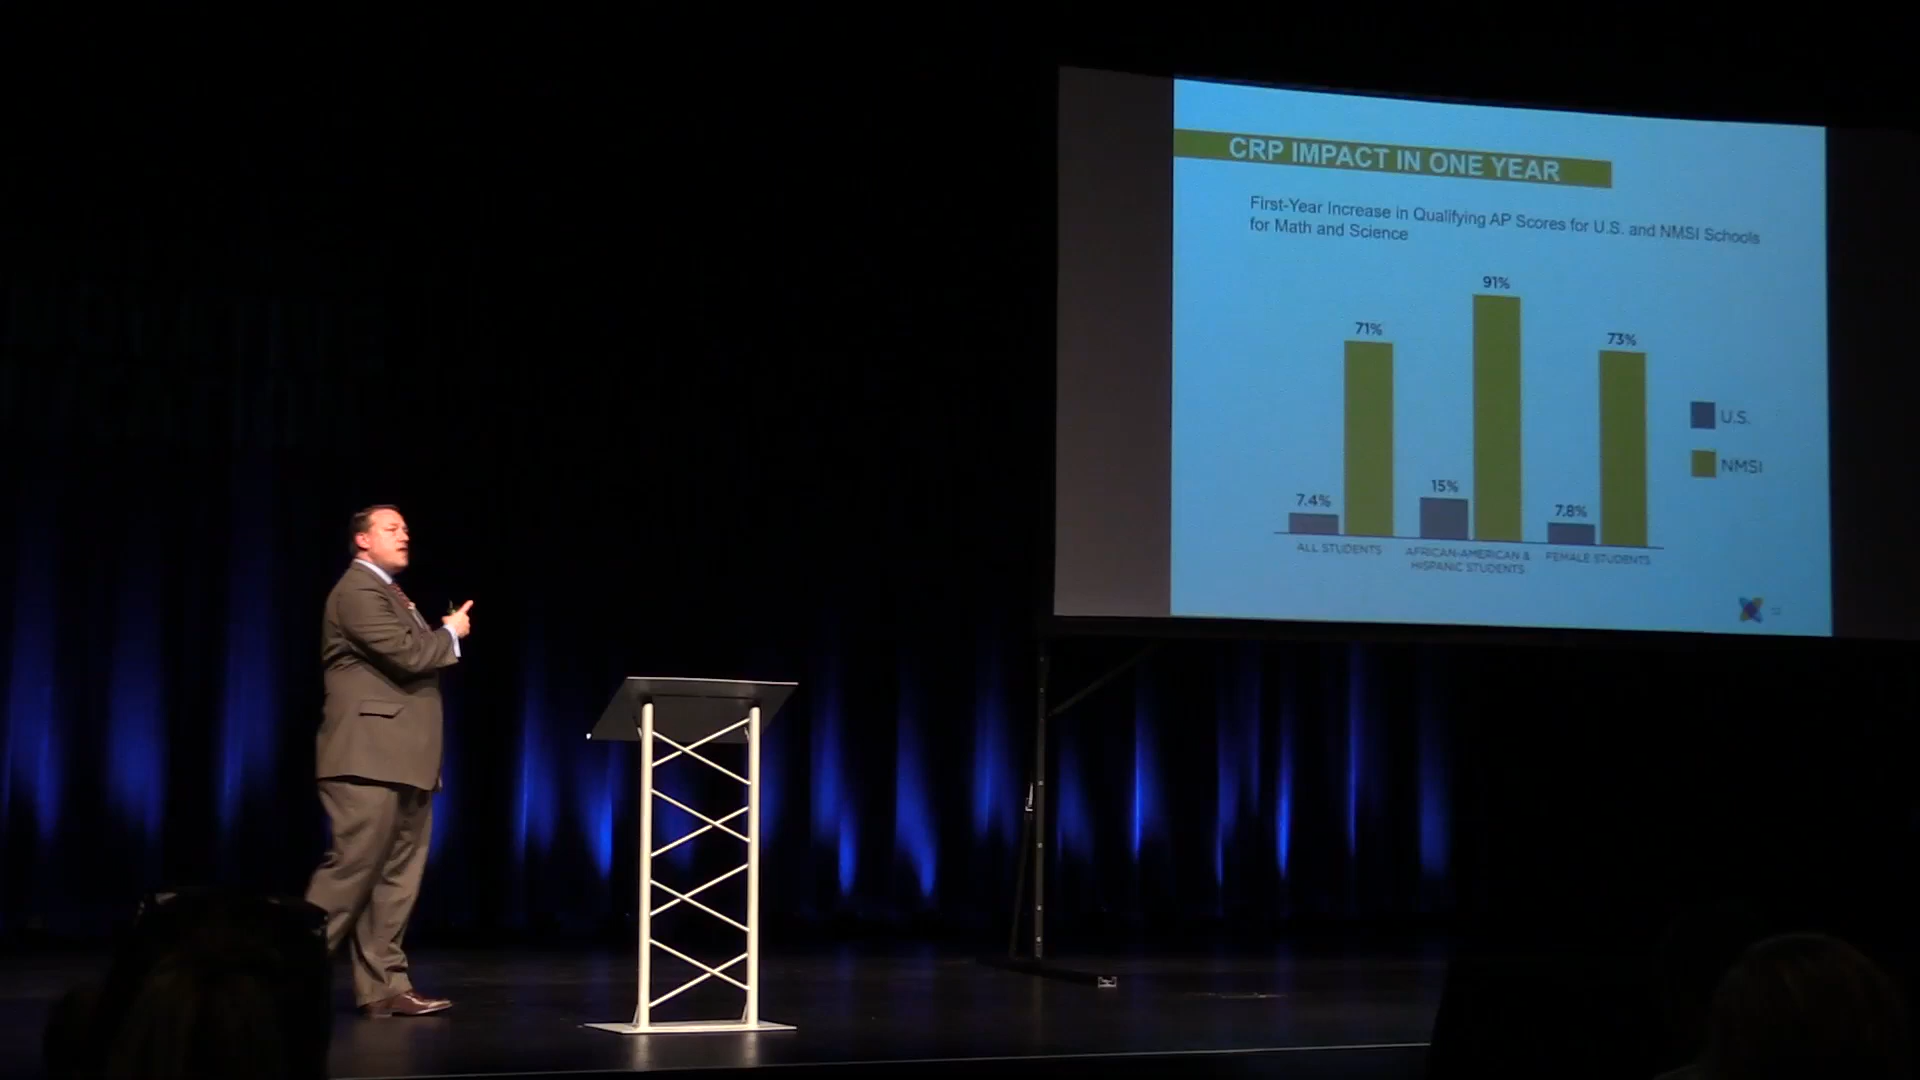 CRP IMPACT IN ONE YEAR
First-Year Increase in Qualifying AP Scores for U.S. and NMSI Schools
for Math and Science
91%
71%
73%
7.4%
15%
7.8%
U.S.
NMSI
ALL STUDENTS
AFRICAN-AMERICAN &
HISPANIC STUDENTS
FEMALE STUDENTS